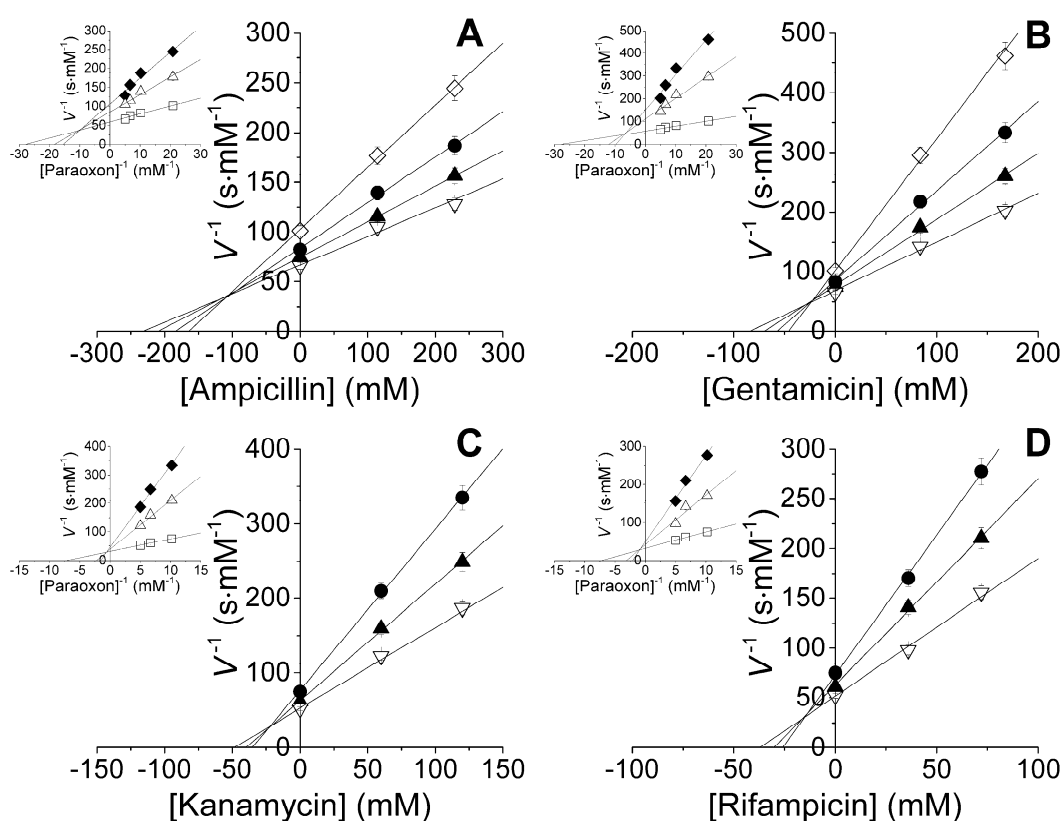 A
300
250
200
150
100
50
0
V⁻¹ (s·mM⁻¹)
-300 -200 -100 0 100 200 300
[Ampicillin] (mM)
300
250
200
150
100
50
0
V⁻¹ (s·mM⁻¹)
-30 -20 -10 0 10 20 30
[Paraoxon]⁻¹ (mM⁻¹)
B
500
400
300
200
100
0
V⁻¹ (s·mM⁻¹)
-200 -100 0 100 200
[Gentamicin] (mM)
500
400
300
200
100
0
V⁻¹ (s·mM⁻¹)
-30 -20 -10 0 10 20 30
[Paraoxon]⁻¹ (mM⁻¹)
C
400
300
200
100
0
V⁻¹ (s·mM⁻¹)
-150 -100 -50 0 50 100 150
[Kanamycin] (mM)
400
300
200
100
0
V⁻¹ (s·mM⁻¹)
-15 -10 -5 0 5 10 15
[Paraoxon]⁻¹ (mM⁻¹)
D
300
250
200
150
100
50
0
V⁻¹ (s·mM⁻¹)
-100 -50 0 50 100
[Rifampicin] (mM)
300
200
100
0
V⁻¹ (s·mM⁻¹)
-15 -10 -5 0 5 10 15
[Paraoxon]⁻¹ (mM⁻¹)